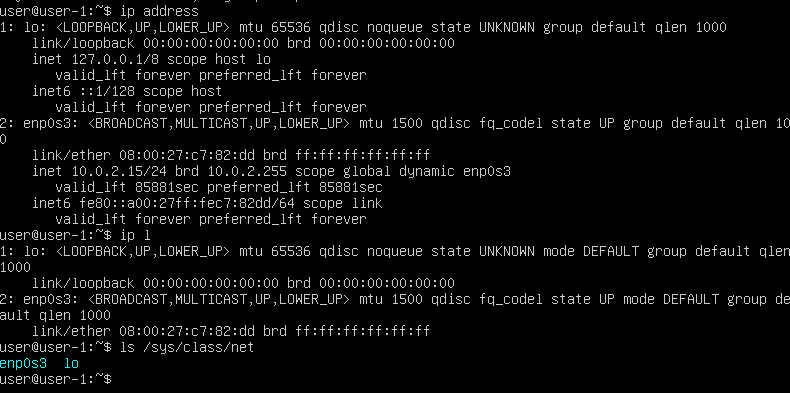 user@user-1:~$ ip address
1: lo: <LOOPBACK,UP,LOWER_UP> mtu 65536 qdisc noqueue state UNKNOWN group default qlen 1000
    link/loopback 00:00:00:00:00:00 brd 00:00:00:00:00:00
    inet 127.0.0.1/8 scope host lo
       valid_lft forever preferred_lft forever
    inet6 ::1/128 scope host
       valid_lft forever preferred_lft forever
2: enp0s3: <BROADCAST,MULTICAST,UP,LOWER_UP> mtu 1500 qdisc fq_codel state UP group default qlen 100
0
    link/ether 08:00:27:c7:82:dd brd ff:ff:ff:ff:ff:ff
    inet 10.0.2.15/24 brd 10.0.2.255 scope global dynamic enp0s3
       valid_lft 85881sec preferred_lft 85881sec
    inet6 fe80::a00:27ff:fec7:82dd/64 scope link
       valid_lft forever preferred_lft forever
user@user-1:~$ ip l
1: lo: <LOOPBACK,UP,LOWER_UP> mtu 65536 qdisc noqueue state UNKNOWN mode DEFAULT group default qlen
1000
    link/loopback 00:00:00:00:00:00 brd 00:00:00:00:00:00
2: enp0s3: <BROADCAST,MULTICAST,UP,LOWER_UP> mtu 1500 qdisc fq_codel state UP mode DEFAULT group de
ault qlen 1000
    link/ether 08:00:27:c7:82:dd brd ff:ff:ff:ff:ff:ff
user@user-1:~$ ls /sys/class/net
enp0s3  lo
user@user-1:~$